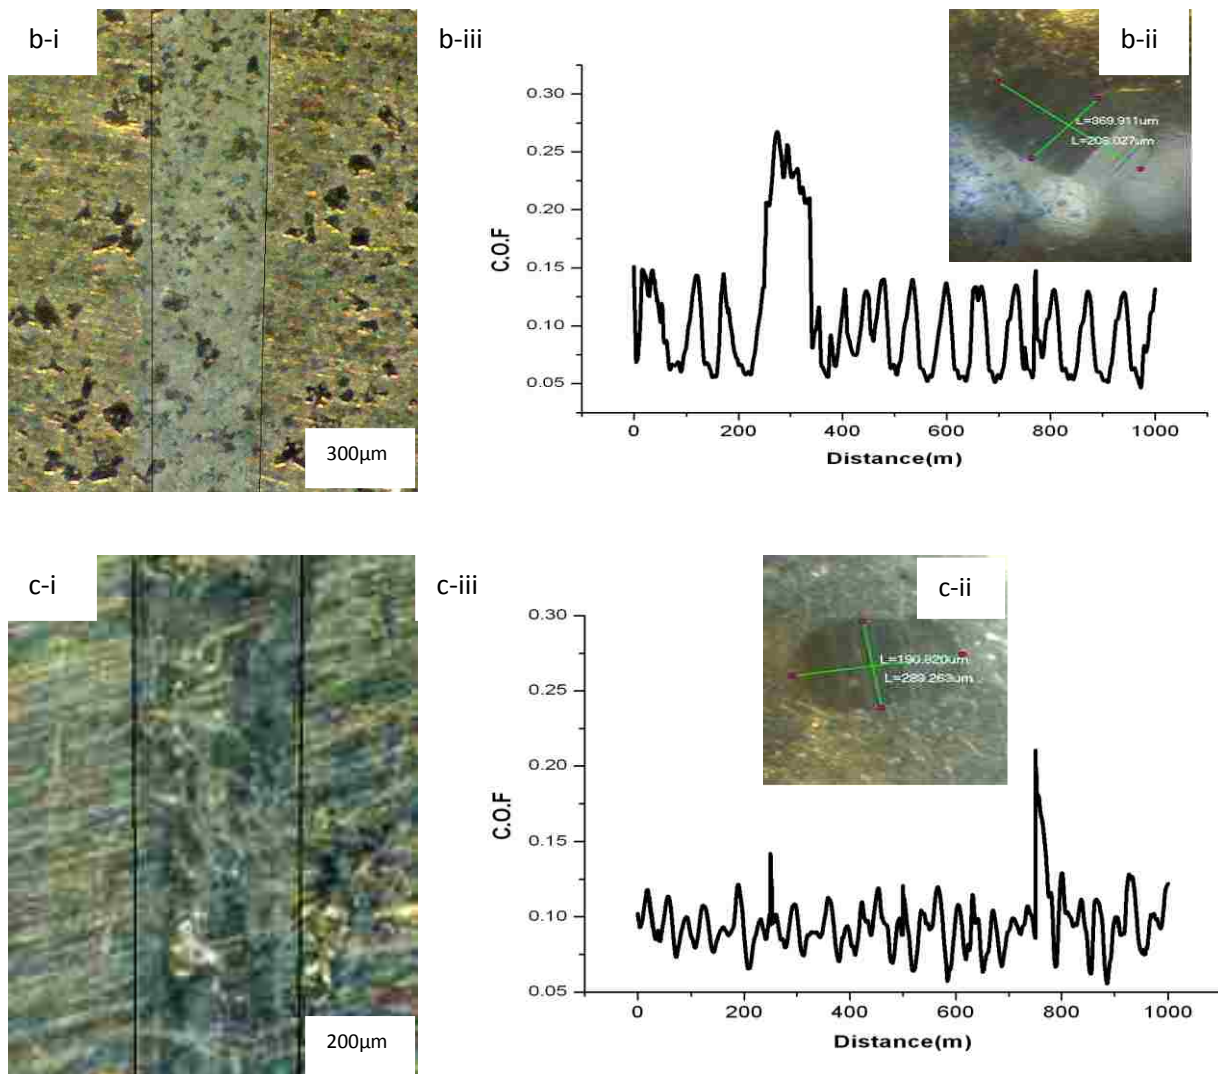 b-i
300µm
b-iii
C.O.F
0.30
0.25
0.20
0.15
0.10
0.05
0
200
400
600
800
1000
Distance(m)
b-ii
L=369.911um
L=208.027um
c-i
200µm
c-iii
C.O.F
0.30
0.25
0.20
0.15
0.10
0.05
0
200
400
600
800
1000
Distance(m)
c-ii
L=190.820um
L=289.263um